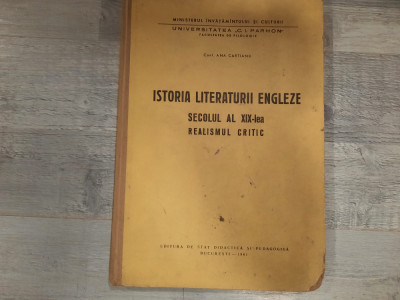 MINISTERUL ÎNVĂȚĂMÎNTULUI ȘI CULTURII
UNIVERSITATEA „C. I. PARHON"
FACULTATEA DE FILOLOGIE
Conf. ANA CARTIANU
ISTORIA LITERATURII ENGLEZE
SECOLUL AL XIX-lea
REALISMUL CRITIC
EDITURA DE STAT DIDACTICĂ ȘI PEDAGOGICĂ
BUCUREȘTI — 1961